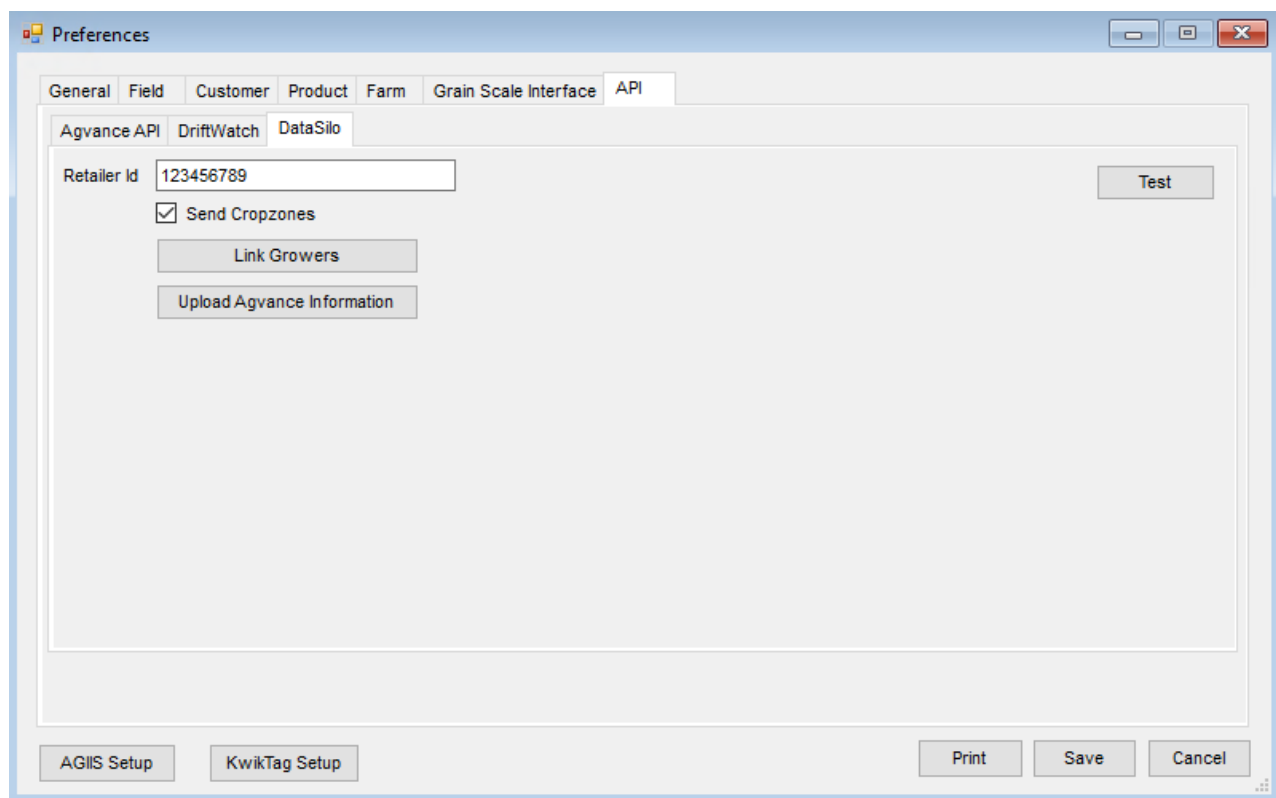 Preferences
General Field Customer Product Farm Grain Scale Interface API
Agvance API DriftWatch DataSilo
Retailer Id 123456789 Test
Send Cropzones
Link Growers
Upload Agvance Information
AGIIS Setup KwikTag Setup Print Save Cancel